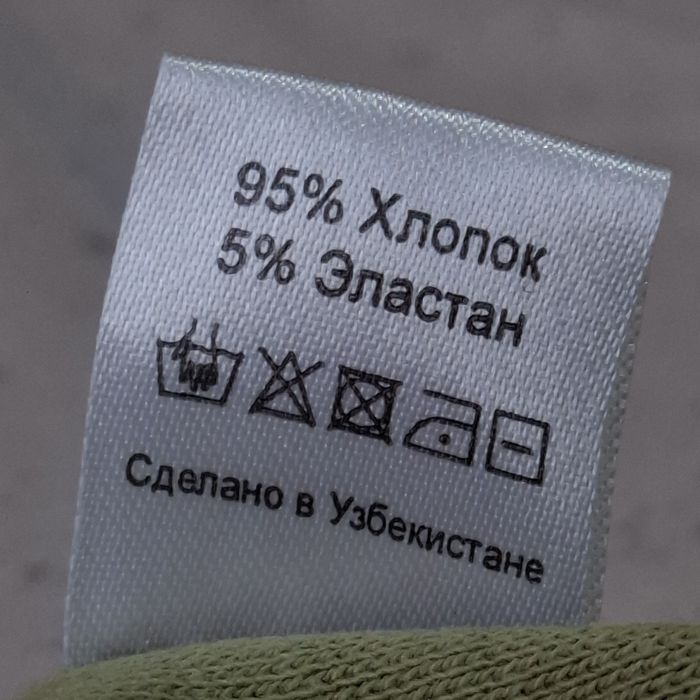 95% Хлопок
5% Эластан
Сделано в Узбекистане